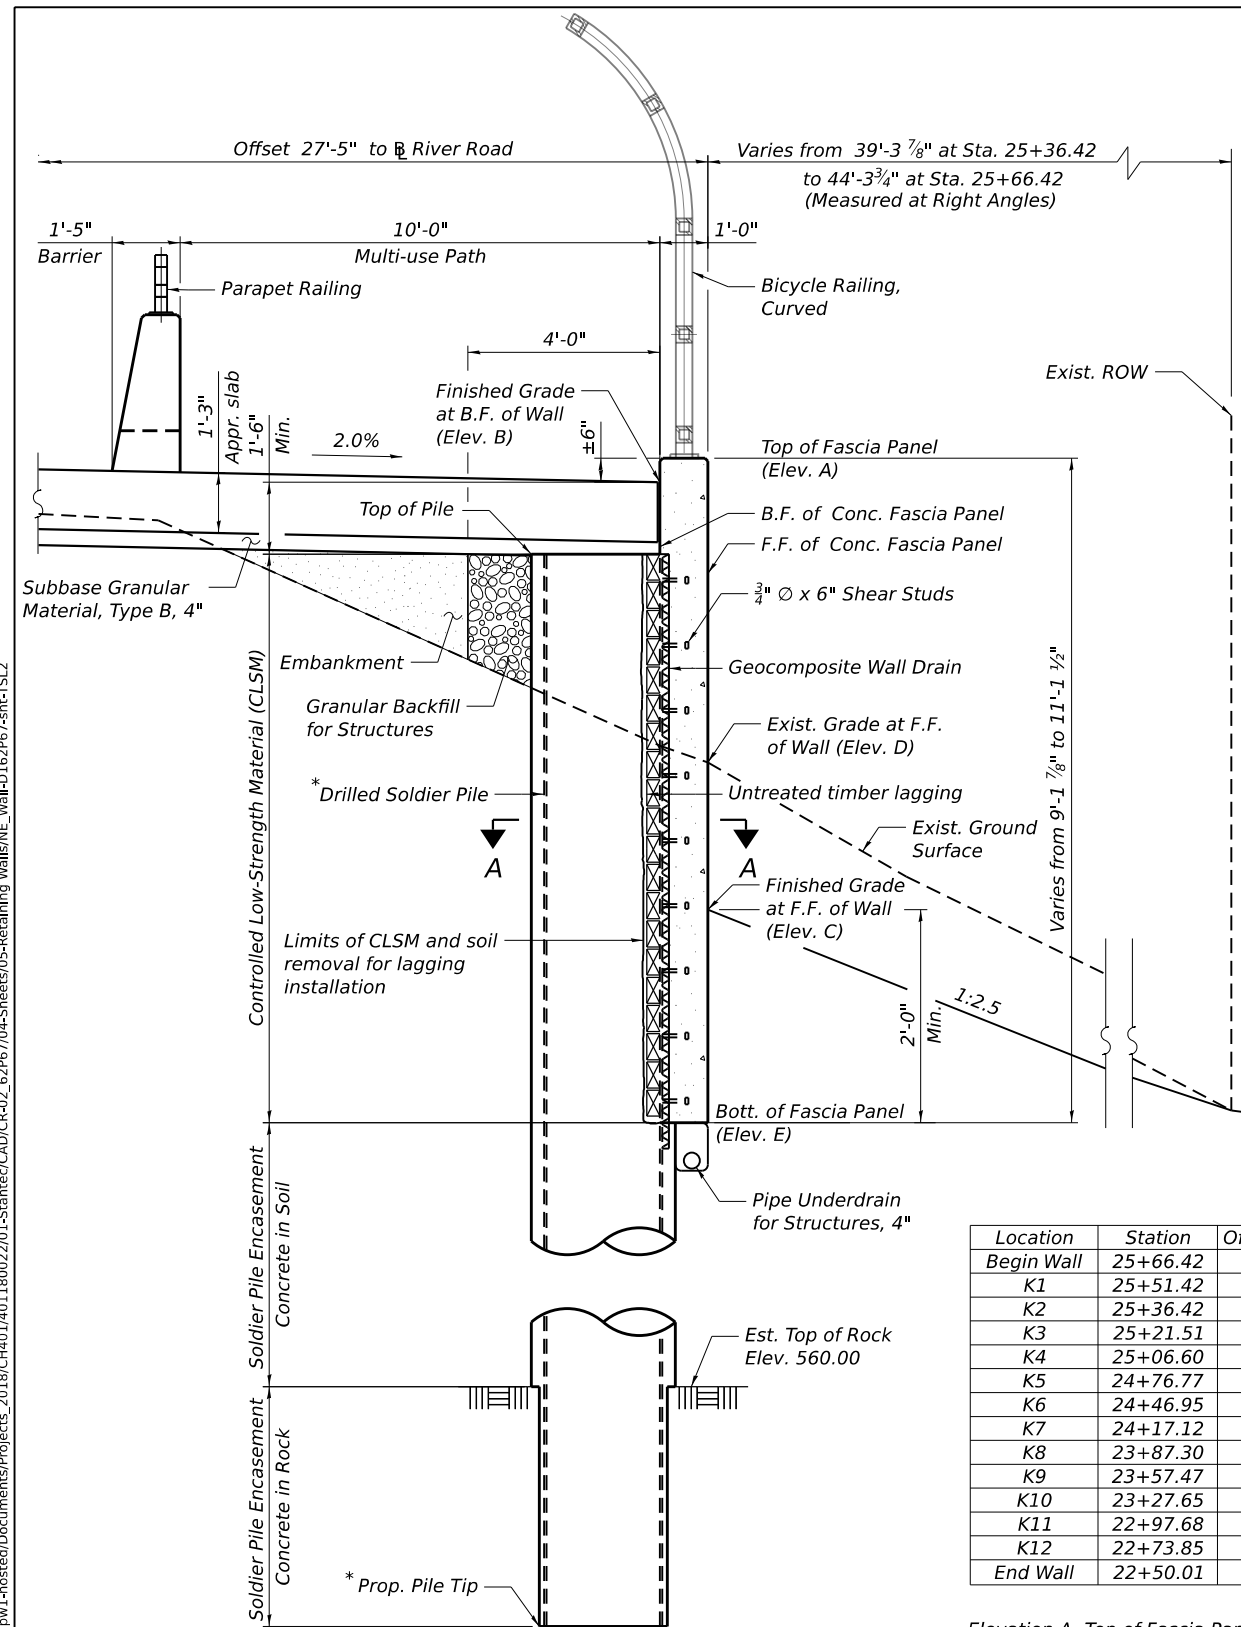 Offset 27'-5" to ℄ River Road
Varies from 39'-3 7/8" at Sta. 25+36.42
to 44'-3 3/4" at Sta. 25+66.42
(Measured at Right Angles)
1'-5"
Barrier
10'-0"
Multi-use Path
1'-0"
Parapet Railing
Bicycle Railing,
Curved
4'-0"
Exist. ROW
Finished Grade
at B.F. of Wall
(Elev. B)
1'-3"
Appr. slab
1'-6"
Min.
2.0%
±6"
Top of Fascia Panel
(Elev. A)
Top of Pile
B.F. of Conc. Fascia Panel
F.F. of Conc. Fascia Panel
Subbase Granular
Material, Type B, 4"
3/4" ∅ x 6" Shear Studs
Embankment
Geocomposite Wall Drain
Granular Backfill
for Structures
Exist. Grade at F.F.
of Wall (Elev. D)
*Drilled Soldier Pile
Untreated timber lagging
Varies from 9'-1 7/8" to 11'-1 1/2"
Controlled Low-Strength Material (CLSM)
A
A
Exist. Ground
Surface
Finished Grade
at F.F. of Wall
(Elev. C)
Limits of CLSM and soil
removal for lagging
installation
2'-0"
Min.
1:2.5
Bott. of Fascia Panel
(Elev. E)
Soldier Pile Encasement
Concrete in Soil
Pipe Underdrain
for Structures, 4"
Est. Top of Rock
Elev. 560.00
Soldier Pile Encasement
Concrete in Rock
* Prop. Pile Tip
Location Station
Begin Wall 25+66.42
K1 25+51.42
K2 25+36.42
K3 25+21.51
K4 25+06.60
K5 24+76.77
K6 24+46.95
K7 24+17.12
K8 23+87.30
K9 23+57.47
K10 23+27.65
K11 22+97.68
K12 22+73.85
End Wall 22+50.01